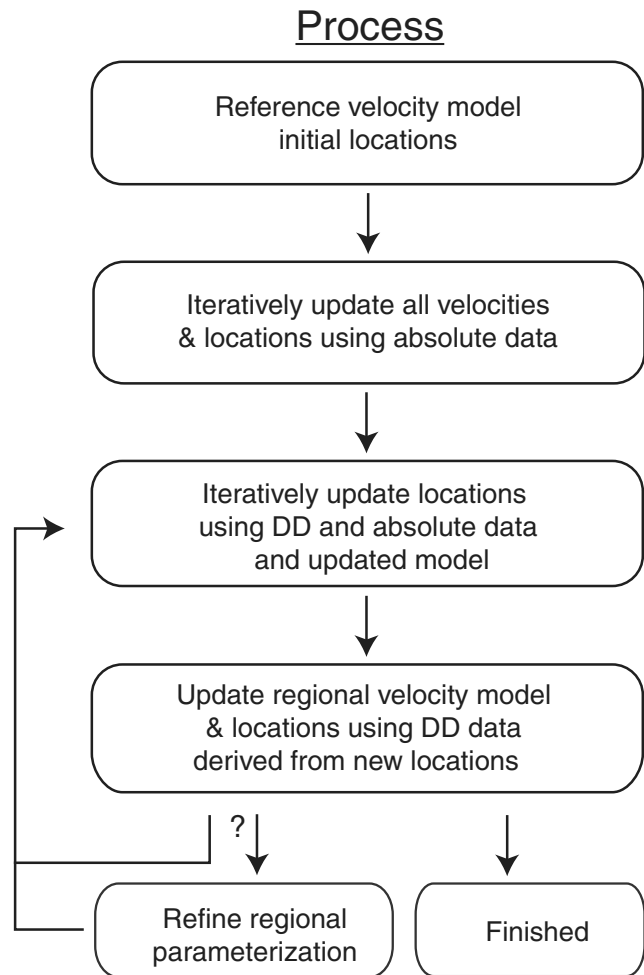 Process
Reference velocity model
initial locations
Iteratively update all velocities
& locations using absolute data
Iteratively update locations
using DD and absolute data
and updated model
Update regional velocity model
& locations using DD data
derived from new locations
?
Refine regional
parameterization
Finished